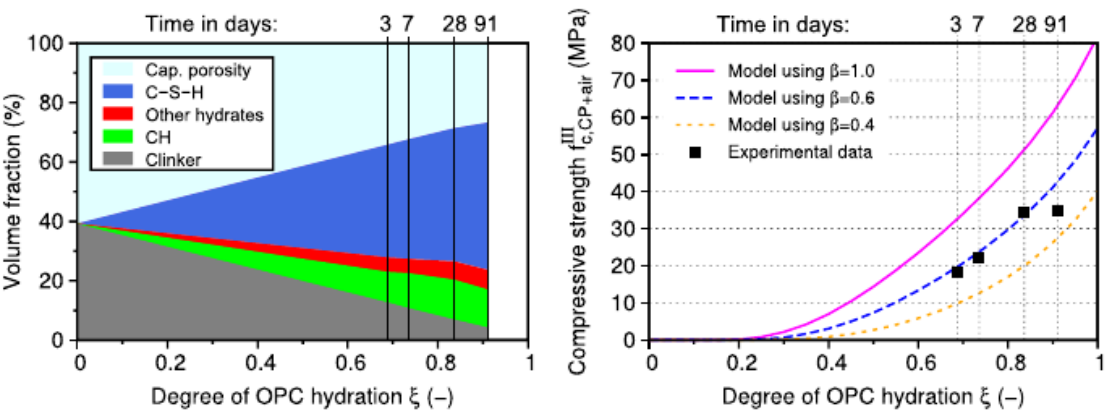 Time in days: 3 7 28 91
100
80
60
40
20
0
Volume fraction (%)
Cap. porosity
C-S-H
Other hydrates
CH
Clinker
0 0.2 0.4 0.6 0.8 1
Degree of OPC hydration ξ (–)
Time in days: 3 7 28 91
80
70
60
50
40
30
20
10
0
Compressive strength f^III_c,CP+air (MPa)
Model using β=1.0
Model using β=0.6
Model using β=0.4
Experimental data
0 0.2 0.4 0.6 0.8 1
Degree of OPC hydration ξ (–)